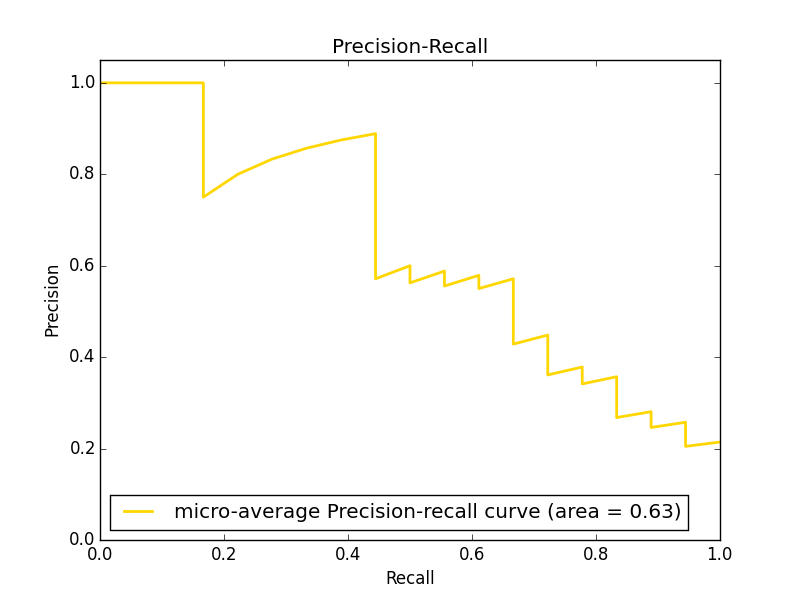 Precision-Recall
1.0
0.8
0.6
0.4
0.2
0.0
Precision
micro-average Precision-recall curve (area = 0.63)
0.0 0.2 0.4 0.6 0.8 1.0
Recall